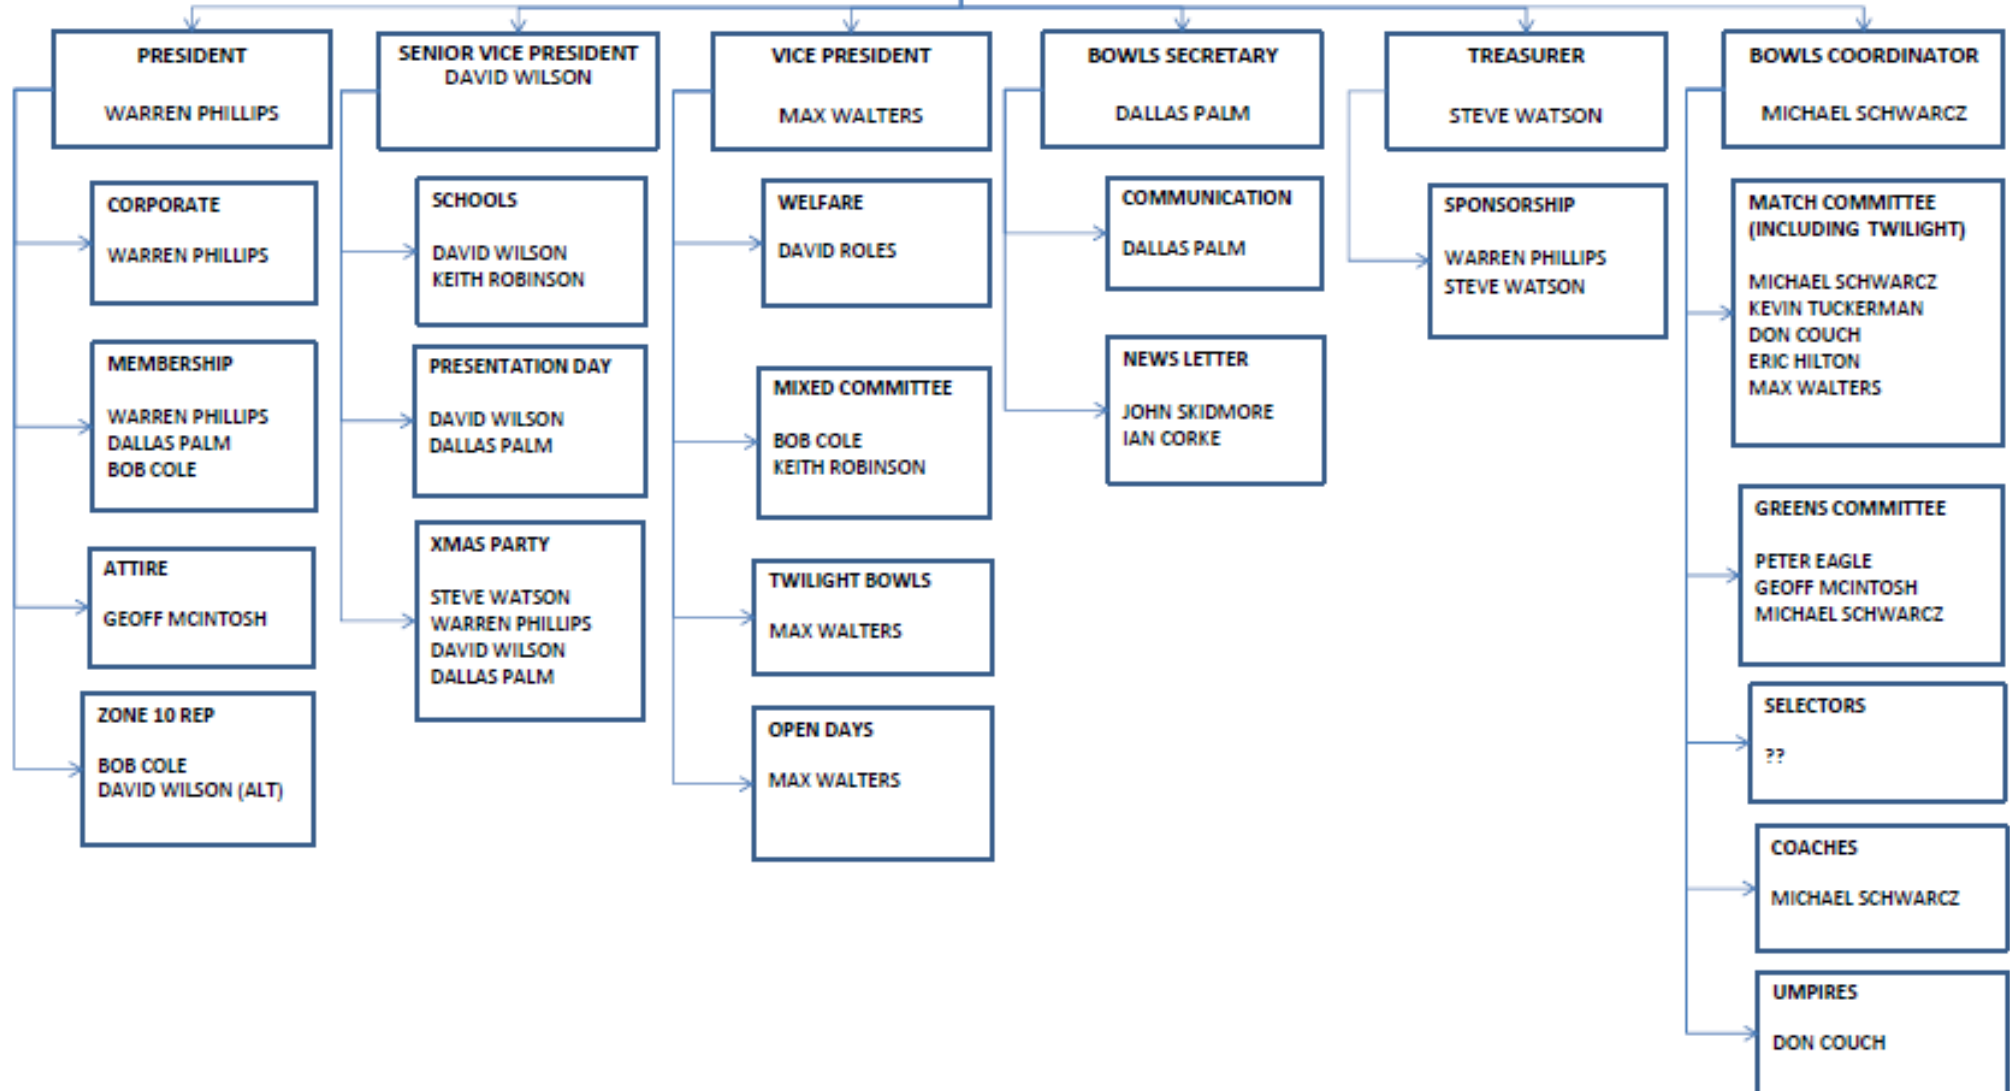 PRESIDENT
WARREN PHILLIPS
CORPORATE
WARREN PHILLIPS
MEMBERSHIP
WARREN PHILLIPS
DALLAS PALM
BOB COLE
ATTIRE
GEOFF MCINTOSH
ZONE 10 REP
BOB COLE
DAVID WILSON (ALT)
SENIOR VICE PRESIDENT
DAVID WILSON
SCHOOLS
DAVID WILSON
KEITH ROBINSON
PRESENTATION DAY
DAVID WILSON
DALLAS PALM
XMAS PARTY
STEVE WATSON
WARREN PHILLIPS
DAVID WILSON
DALLAS PALM
VICE PRESIDENT
MAX WALTERS
WELFARE
DAVID ROLES
MIXED COMMITTEE
BOB COLE
KEITH ROBINSON
TWILIGHT BOWLS
MAX WALTERS
OPEN DAYS
MAX WALTERS
BOWLS SECRETARY
DALLAS PALM
COMMUNICATION
DALLAS PALM
NEWS LETTER
JOHN SKIDMORE
IAN CORKE
TREASURER
STEVE WATSON
SPONSORSHIP
WARREN PHILLIPS
STEVE WATSON
BOWLS COORDINATOR
MICHAEL SCHWARCZ
MATCH COMMITTEE
(INCLUDING TWILIGHT)
MICHAEL SCHWARCZ
KEVIN TUCKERMAN
DON COUCH
ERIC HILTON
MAX WALTERS
GREENS COMMITTEE
PETER EAGLE
GEOFF MCINTOSH
MICHAEL SCHWARCZ
SELECTORS
??
COACHES
MICHAEL SCHWARCZ
UMPIRES
DON COUCH